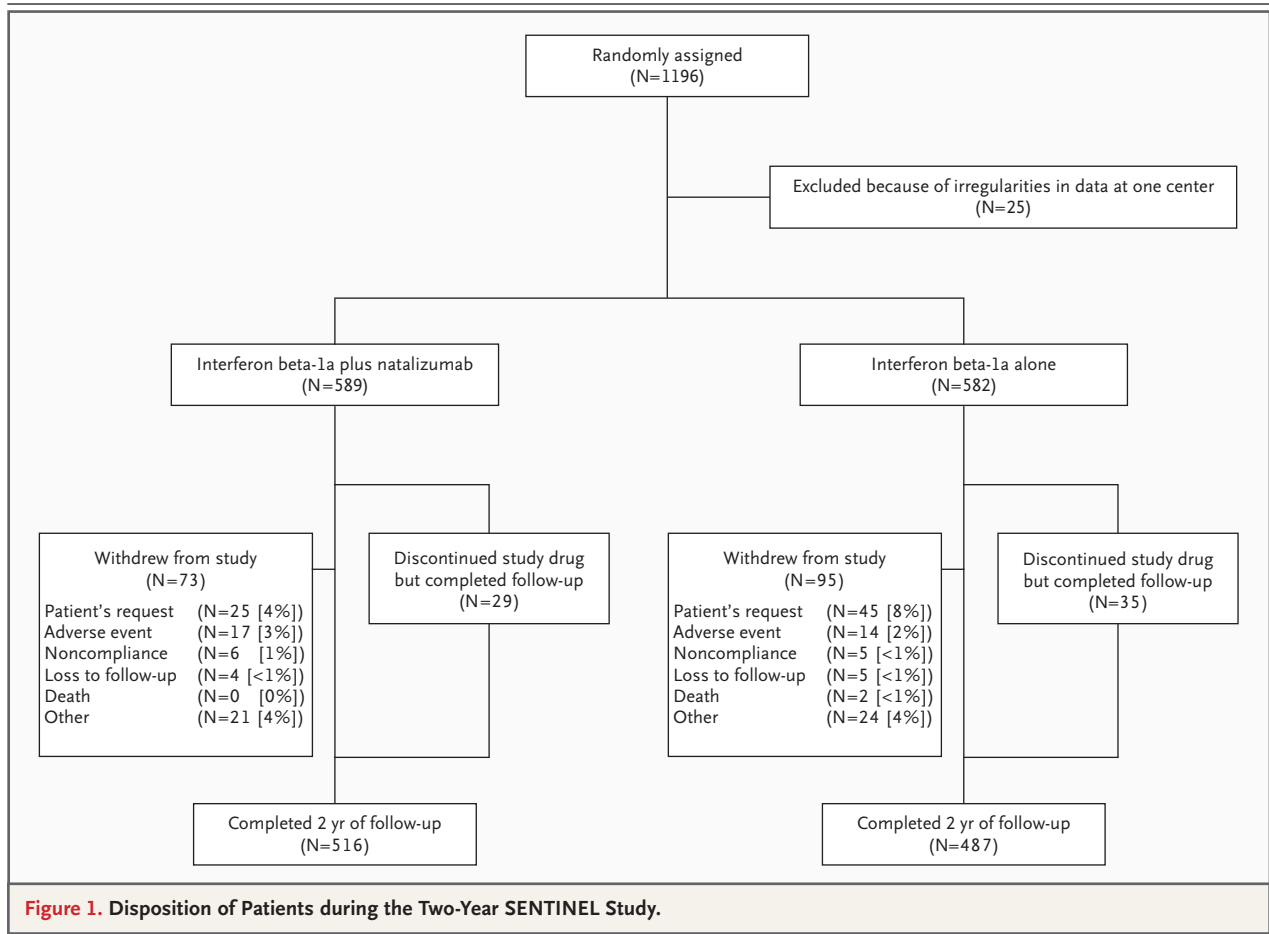 Randomly assigned
(N=1196)
Excluded because of irregularities in data at one center
(N=25)
Interferon beta-1a plus natalizumab
(N=589)
Interferon beta-1a alone
(N=582)
Withdrew from study
(N=73)
Patient's request (N=25 [4%])
Adverse event (N=17 [3%])
Noncompliance (N=6 [1%])
Loss to follow-up (N=4 [<1%])
Death (N=0 [0%])
Other (N=21 [4%])
Discontinued study drug
but completed follow-up
(N=29)
Withdrew from study
(N=95)
Patient's request (N=45 [8%])
Adverse event (N=14 [2%])
Noncompliance (N=5 [<1%])
Loss to follow-up (N=5 [<1%])
Death (N=2 [<1%])
Other (N=24 [4%])
Discontinued study drug
but completed follow-up
(N=35)
Completed 2 yr of follow-up
(N=516)
Completed 2 yr of follow-up
(N=487)
Figure 1. Disposition of Patients during the Two-Year SENTINEL Study.